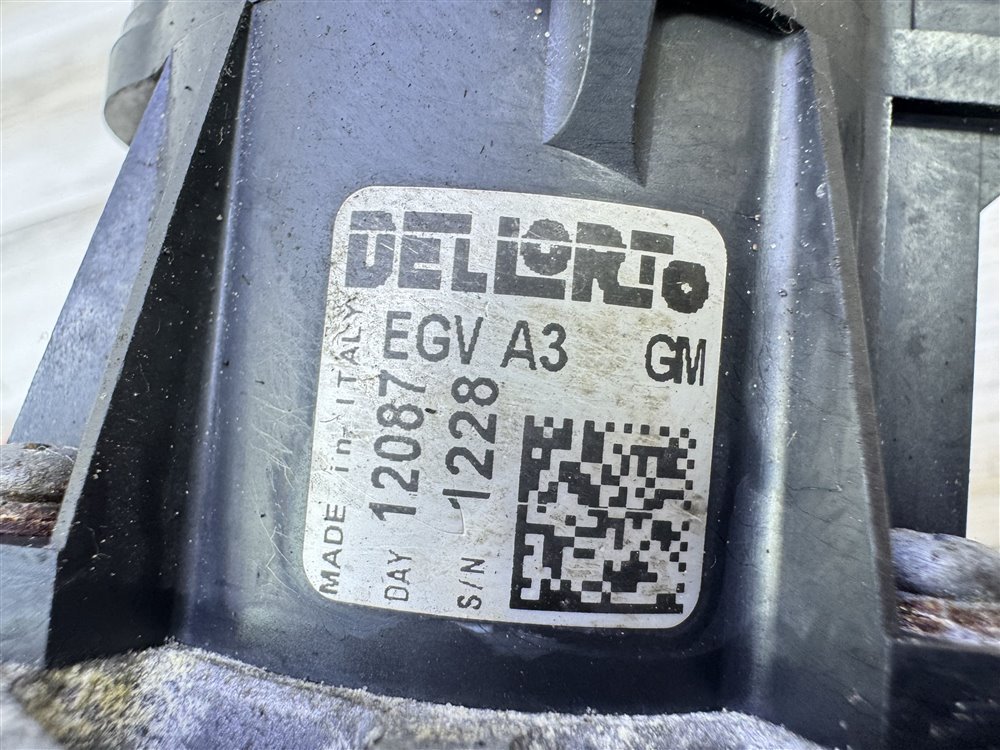 DELLORTO
EGV A3 GM
MADE in ITALY
DAY 12087
S/N 1228